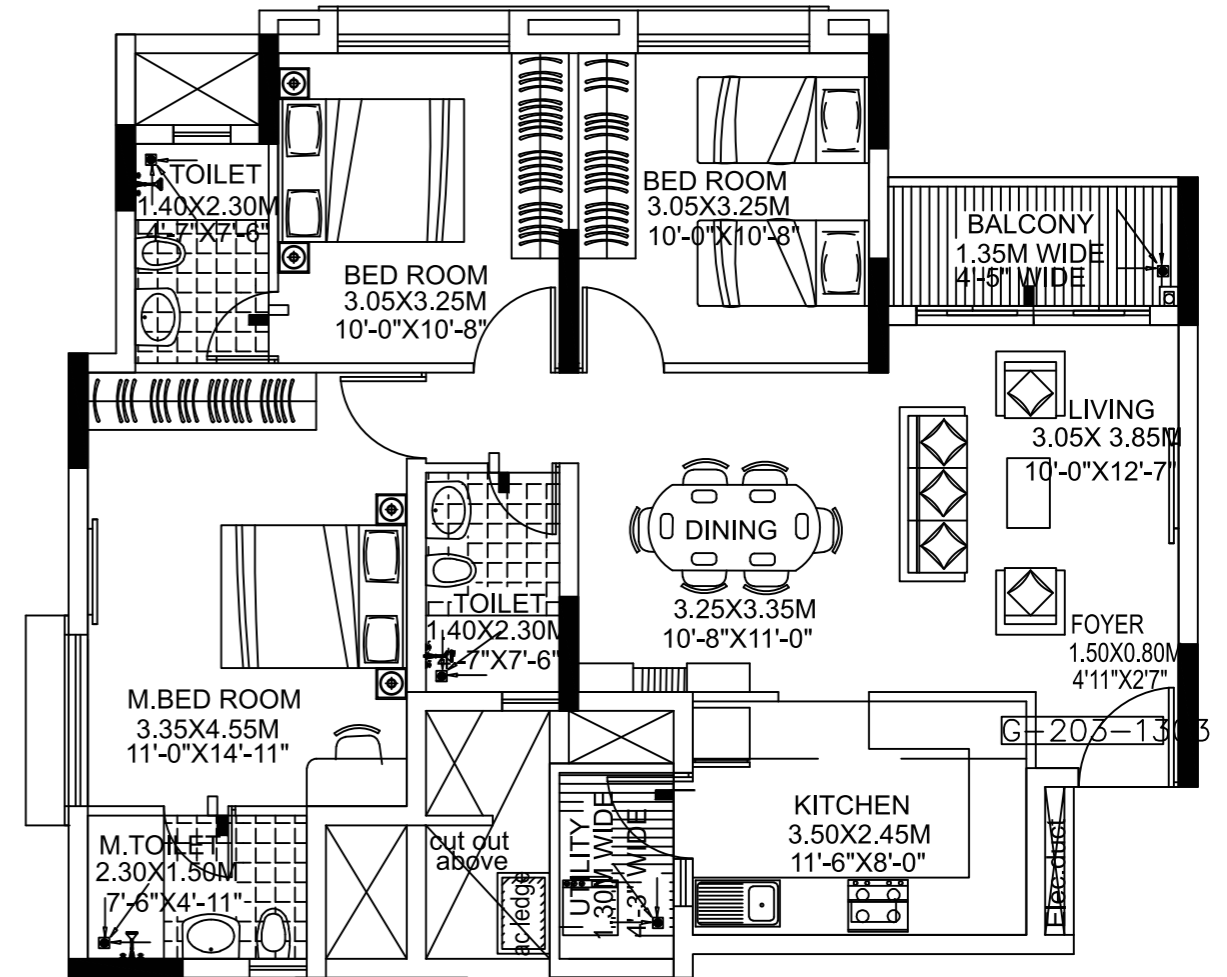 TOILET
1.40X2.30M
4'-7"X7'-6"
BED ROOM
3.05X3.25M
10'-0"X10'-8"
BED ROOM
3.05X3.25M
10'-0"X10'-8"
BALCONY
1.35M WIDE
4'-5" WIDE
LIVING
3.05X 3.85M
10'-0"X12'-7"
DINING
3.25X3.35M
10'-8"X11'-0"
TOILET
1.40X2.30M
4'-7"X7'-6"
FOYER
1.50X0.80M
4'11"X2'7"
M.BED ROOM
3.35X4.55M
11'-0"X14'-11"
G-203-1303
KITCHEN
3.50X2.45M
11'-6"X8'-0"
UTILITY
1.30M WIDE
4'-3" WIDE
cut out
above
ac ledge
Elec.duct
M.TOILET
2.30X1.50M
7'-6"X4'-11"